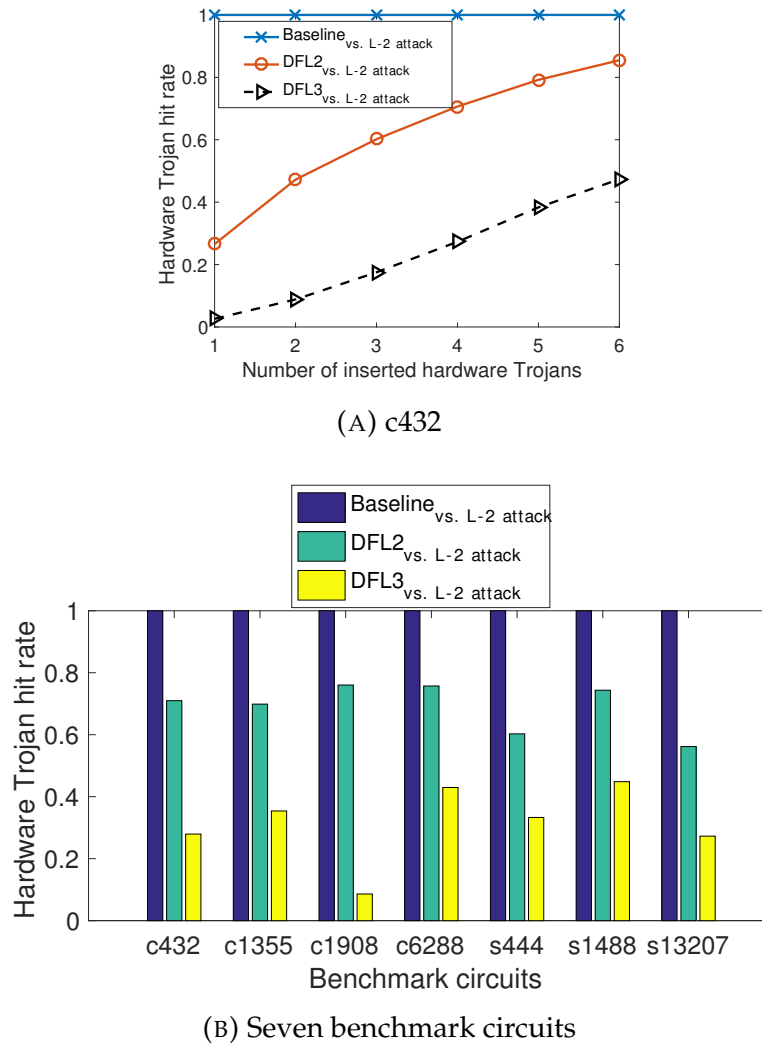 1
Baseline vs. L-2 attack
0.8
DFL2 vs. L-2 attack
DFL3 vs. L-2 attack
0.6
0.4
0.2
0
Hardware Trojan hit rate
1 2 3 4 5 6
Number of inserted hardware Trojans
(A) c432
Baseline vs. L-2 attack
DFL2 vs. L-2 attack
DFL3 vs. L-2 attack
1
0.8
0.6
0.4
0.2
0
Hardware Trojan hit rate
c432 c1355 c1908 c6288 s444 s1488 s13207
Benchmark circuits
(B) Seven benchmark circuits